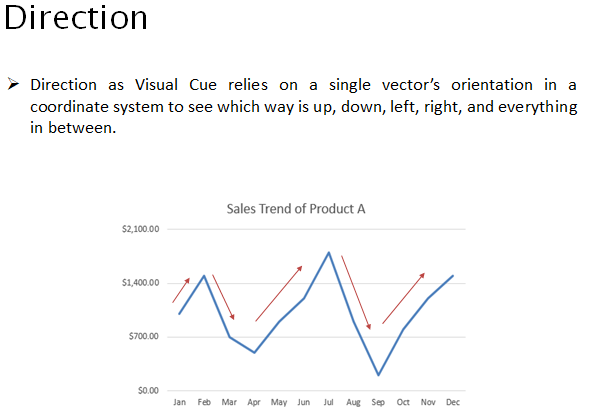 Direction
➢ Direction as Visual Cue relies on a single vector's orientation in a
coordinate system to see which way is up, down, left, right, and everything
in between.
Sales Trend of Product A
$2,100.00
$1,400.00
$700.00
$0.00
Jan Feb Mar Apr May Jun Jul Aug Sep Oct Nov Dec